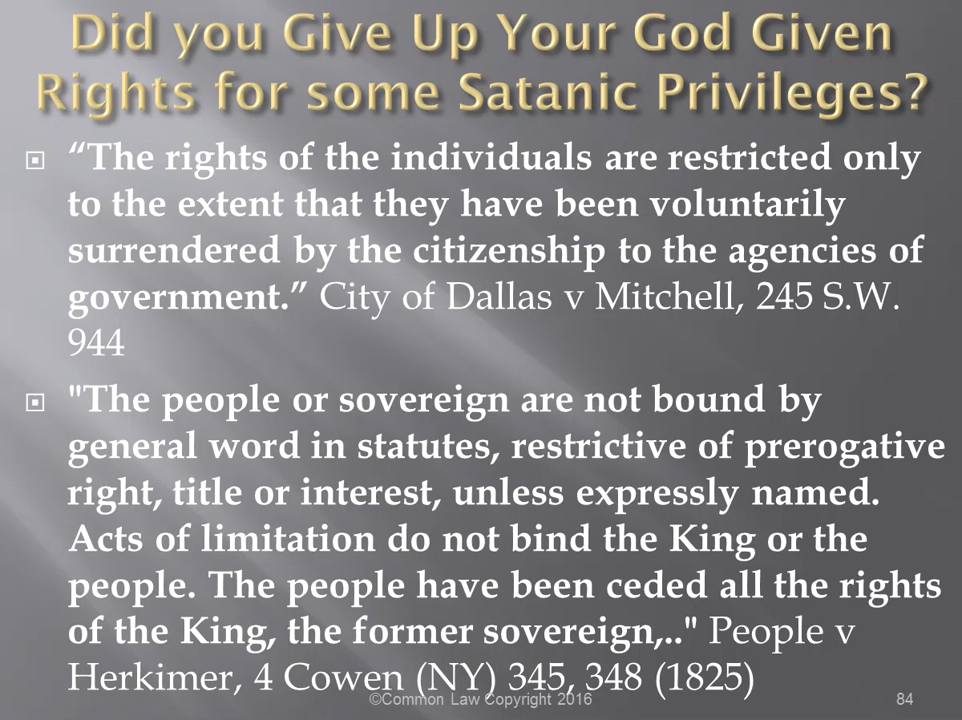 Did you Give Up Your God Given
Rights for some Satanic Privileges?
“The rights of the individuals are restricted only
to the extent that they have been voluntarily
surrendered by the citizenship to the agencies of
government.” City of Dallas v Mitchell, 245 S.W.
944
"The people or sovereign are not bound by
general word in statutes, restrictive of prerogative
right, title or interest, unless expressly named.
Acts of limitation do not bind the King or the
people. The people have been ceded all the rights
of the King, the former sovereign,.." People v
Herkimer, 4 Cowen (NY) 345, 348 (1825)
©Common Law Copyright 2016
84